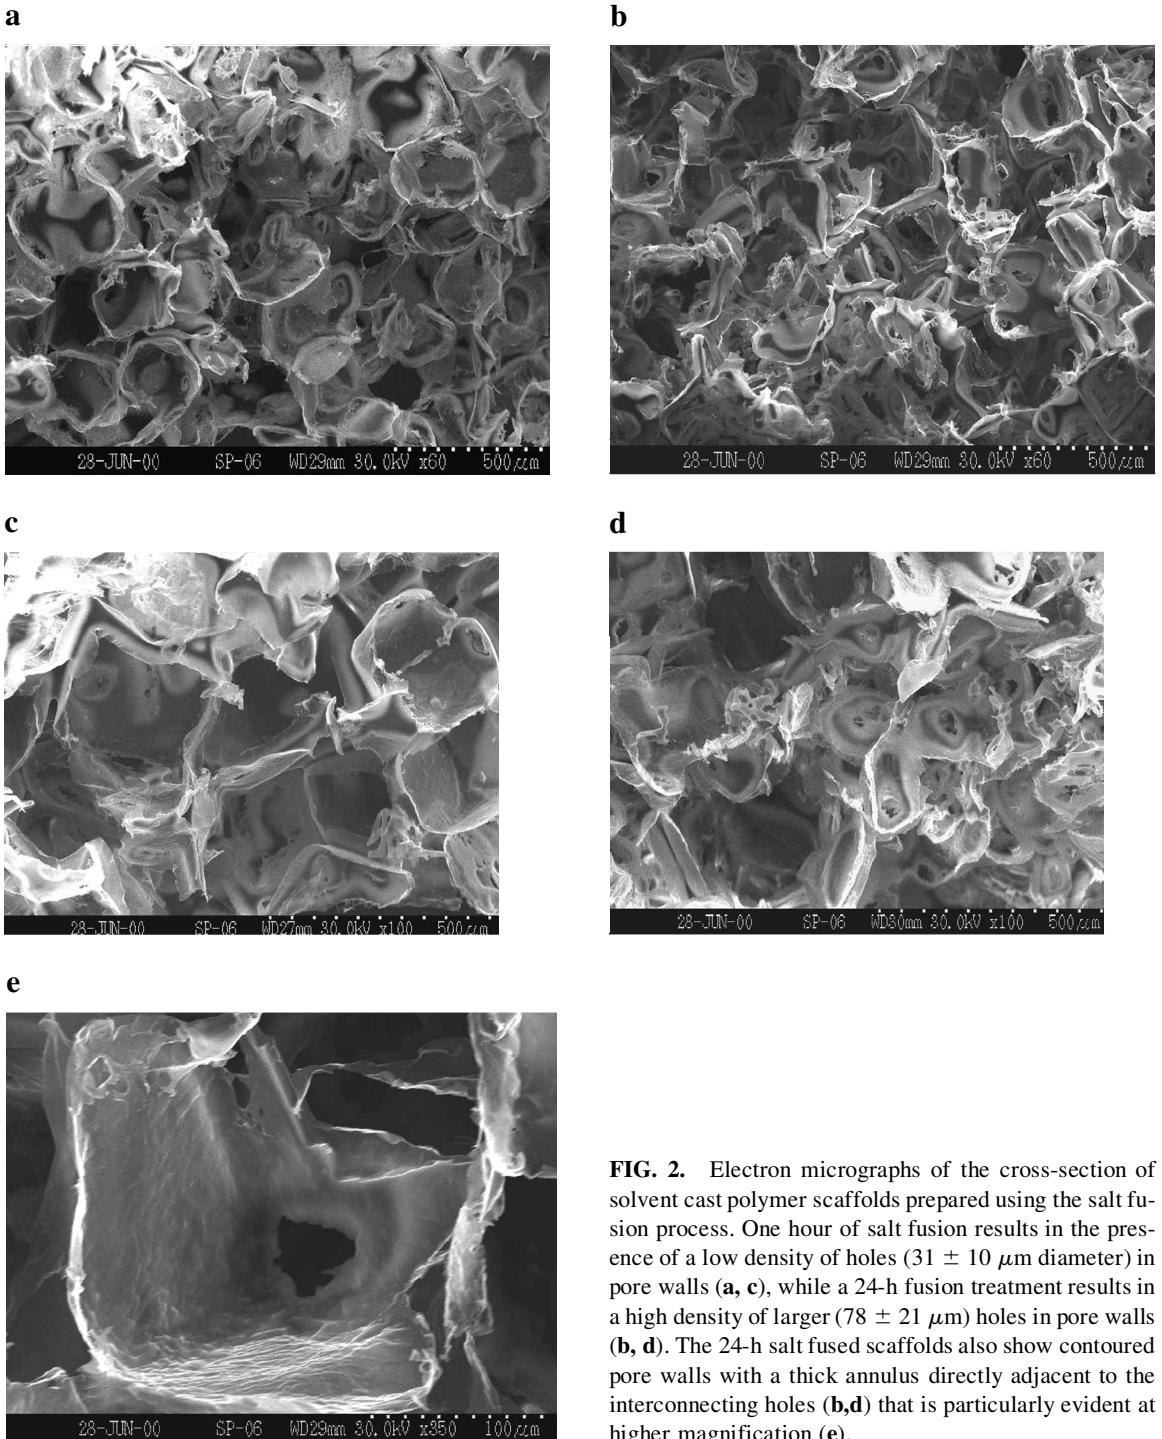 a
b
28-JUN-00 SP-06 WD29mm 30.0kV x60 500µm
28-JUN-00 SP-06 WD29mm 30.0kV x60 500µm
c
d
28-JUN-00 SP-06 WD27mm 30.0kV x100 500µm
28-JUN-00 SP-06 WD30mm 30.0kV x100 500µm
e
28-JUN-00 SP-06 WD29mm 30.0kV x350 100µm
FIG. 2. Electron micrographs of the cross-section of
solvent cast polymer scaffolds prepared using the salt fu-
sion process. One hour of salt fusion results in the pres-
ence of a low density of holes (31 ± 10 μm diameter) in
pore walls (a, c), while a 24-h fusion treatment results in
a high density of larger (78 ± 21 μm) holes in pore walls
(b, d). The 24-h salt fused scaffolds also show contoured
pore walls with a thick annulus directly adjacent to the
interconnecting holes (b,d) that is particularly evident at
higher magnification (e).